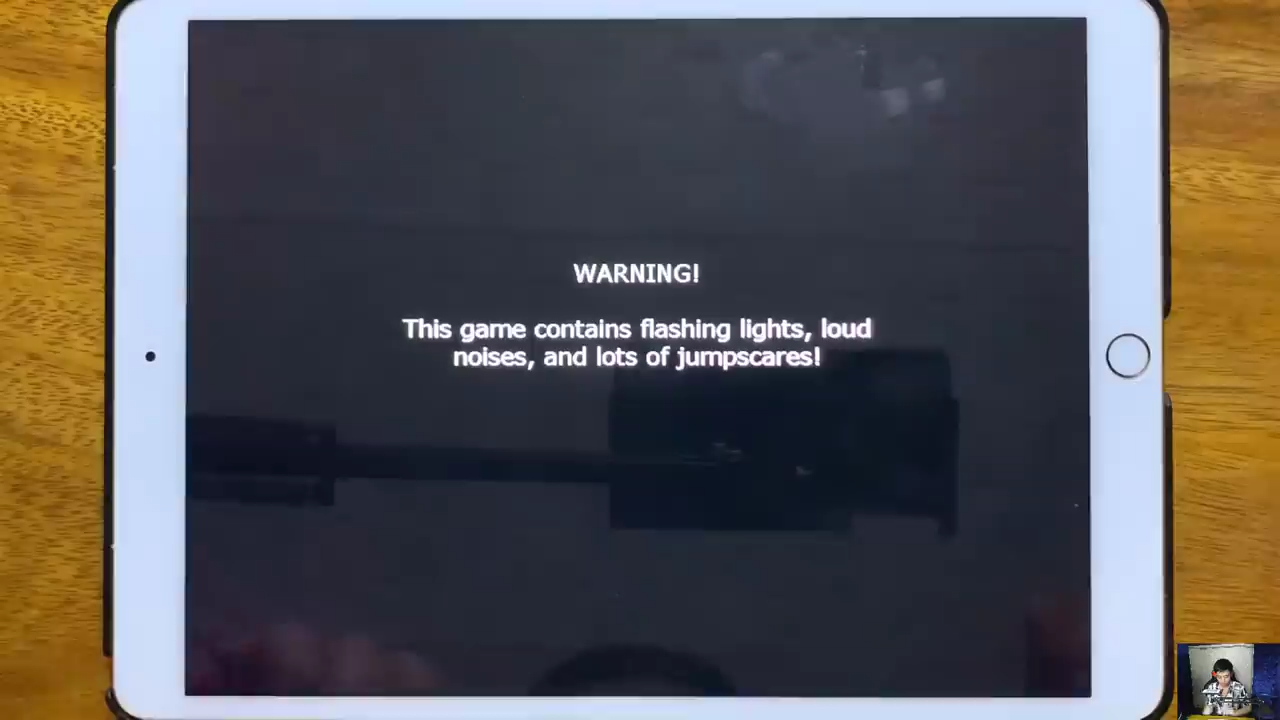 WARNING!
This game contains flashing lights, loud
noises, and lots of jumpscares!